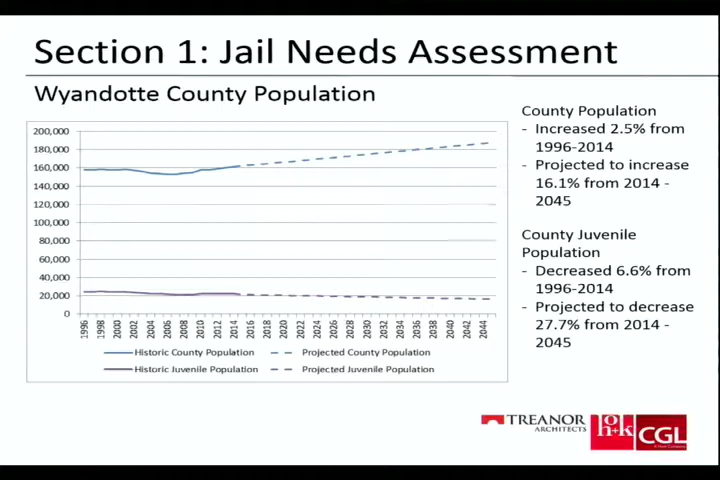 Section 1: Jail Needs Assessment
Wyandotte County Population
200,000
180,000
160,000
140,000
120,000
100,000
80,000
60,000
40,000
20,000
0
1996 1998 2000 2002 2004 2006 2008 2010 2012 2014 2016 2018 2020 2022 2024 2026 2028 2030 2032 2034 2036 2038 2040 2042 2044
Historic County Population Projected County Population
Historic Juvenile Population Projected Juvenile Population
County Population
- Increased 2.5% from
1996-2014
- Projected to increase
16.1% from 2014 -
2045
County Juvenile
Population
- Decreased 6.6% from
1996-2014
- Projected to decrease
27.7% from 2014 -
2045
TREANOR
ARCHITECTS
ho+k
CGL